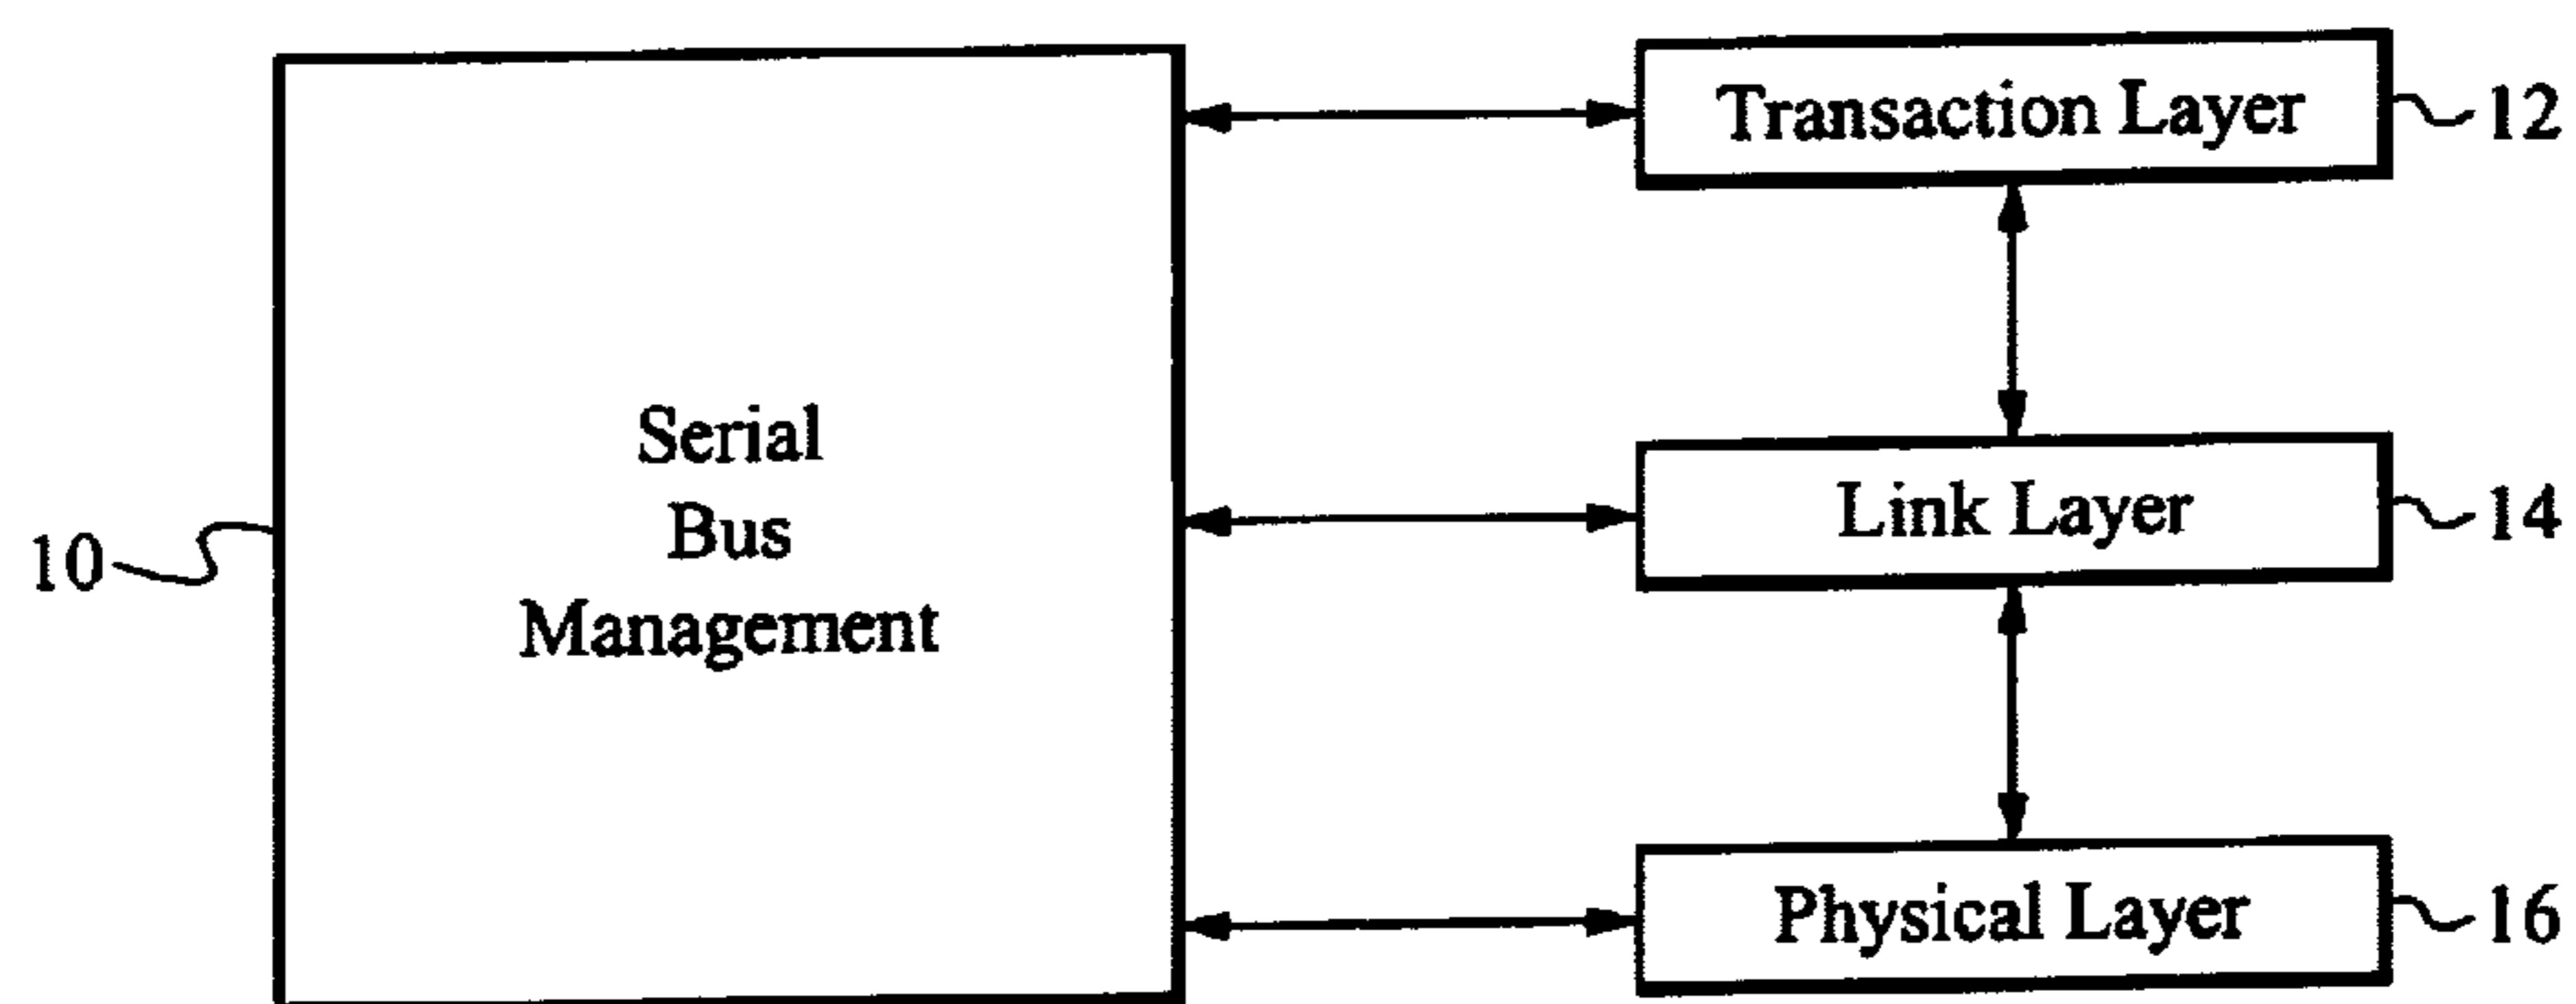 Transaction Layer
12
Serial
Bus
Management
10
Link Layer
14
Physical Layer
16